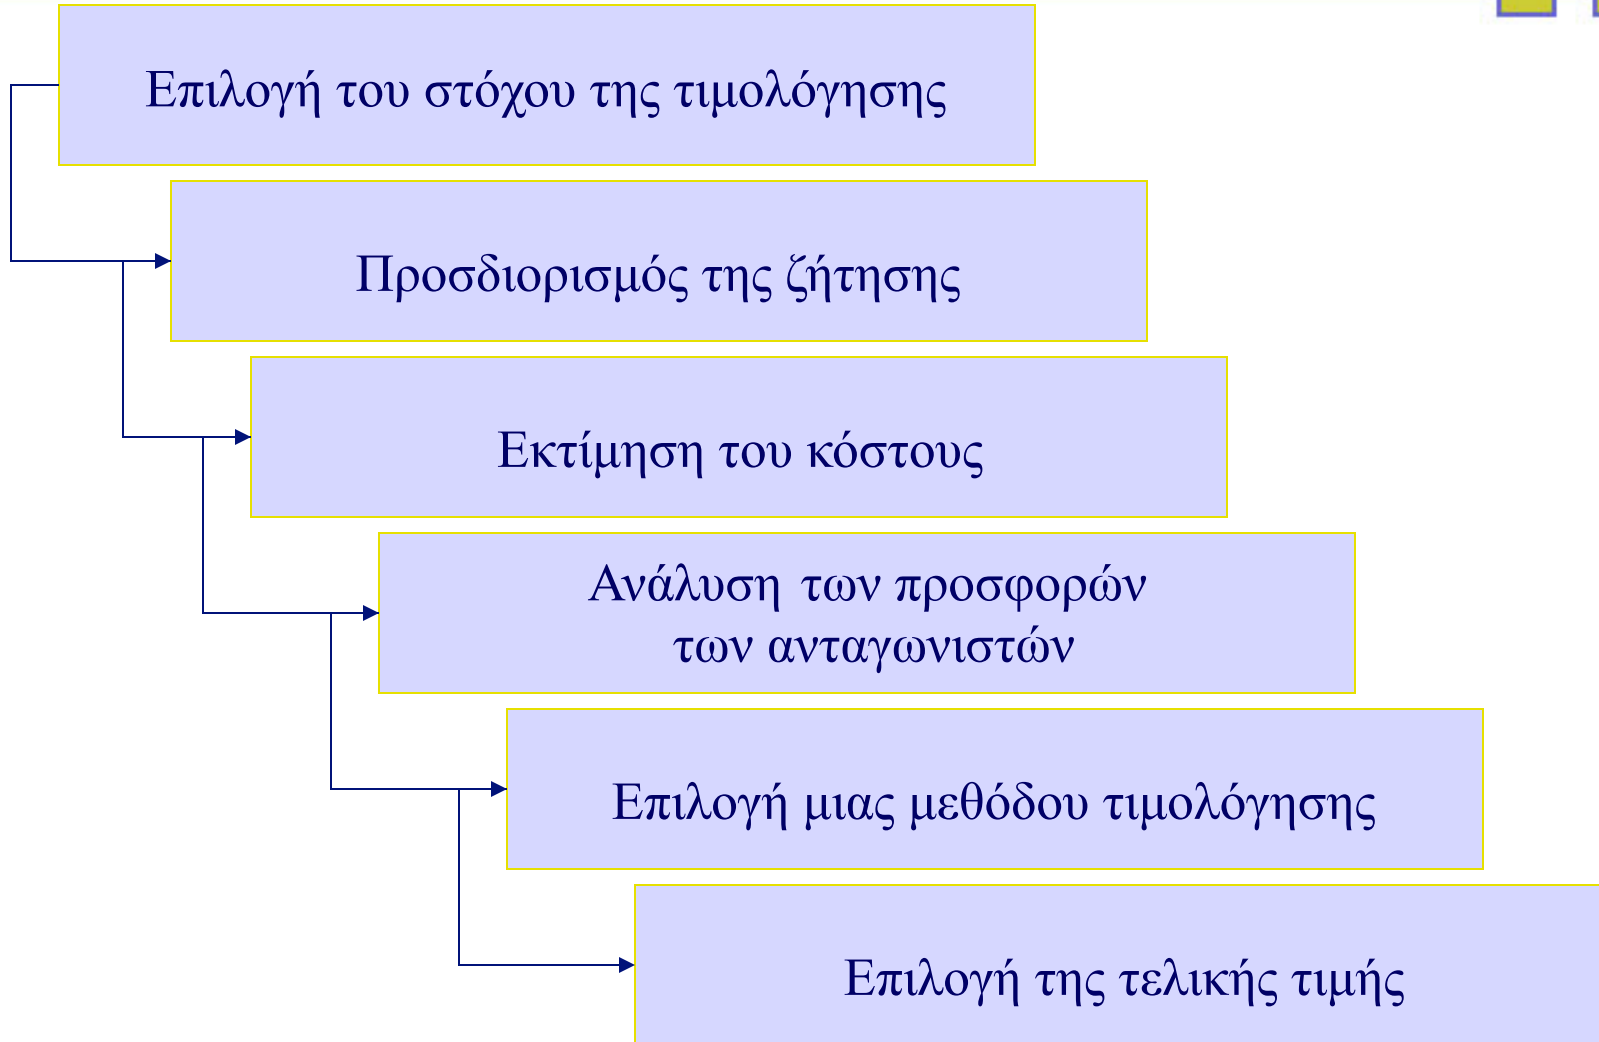 Επιλογή του στόχου της τιμολόγησης
Προσδιορισμός της ζήτησης
Εκτίμηση του κόστους
Ανάλυση των προσφορών
των ανταγωνιστών
Επιλογή μιας μεθόδου τιμολόγησης
Επιλογή της τελικής τιμής